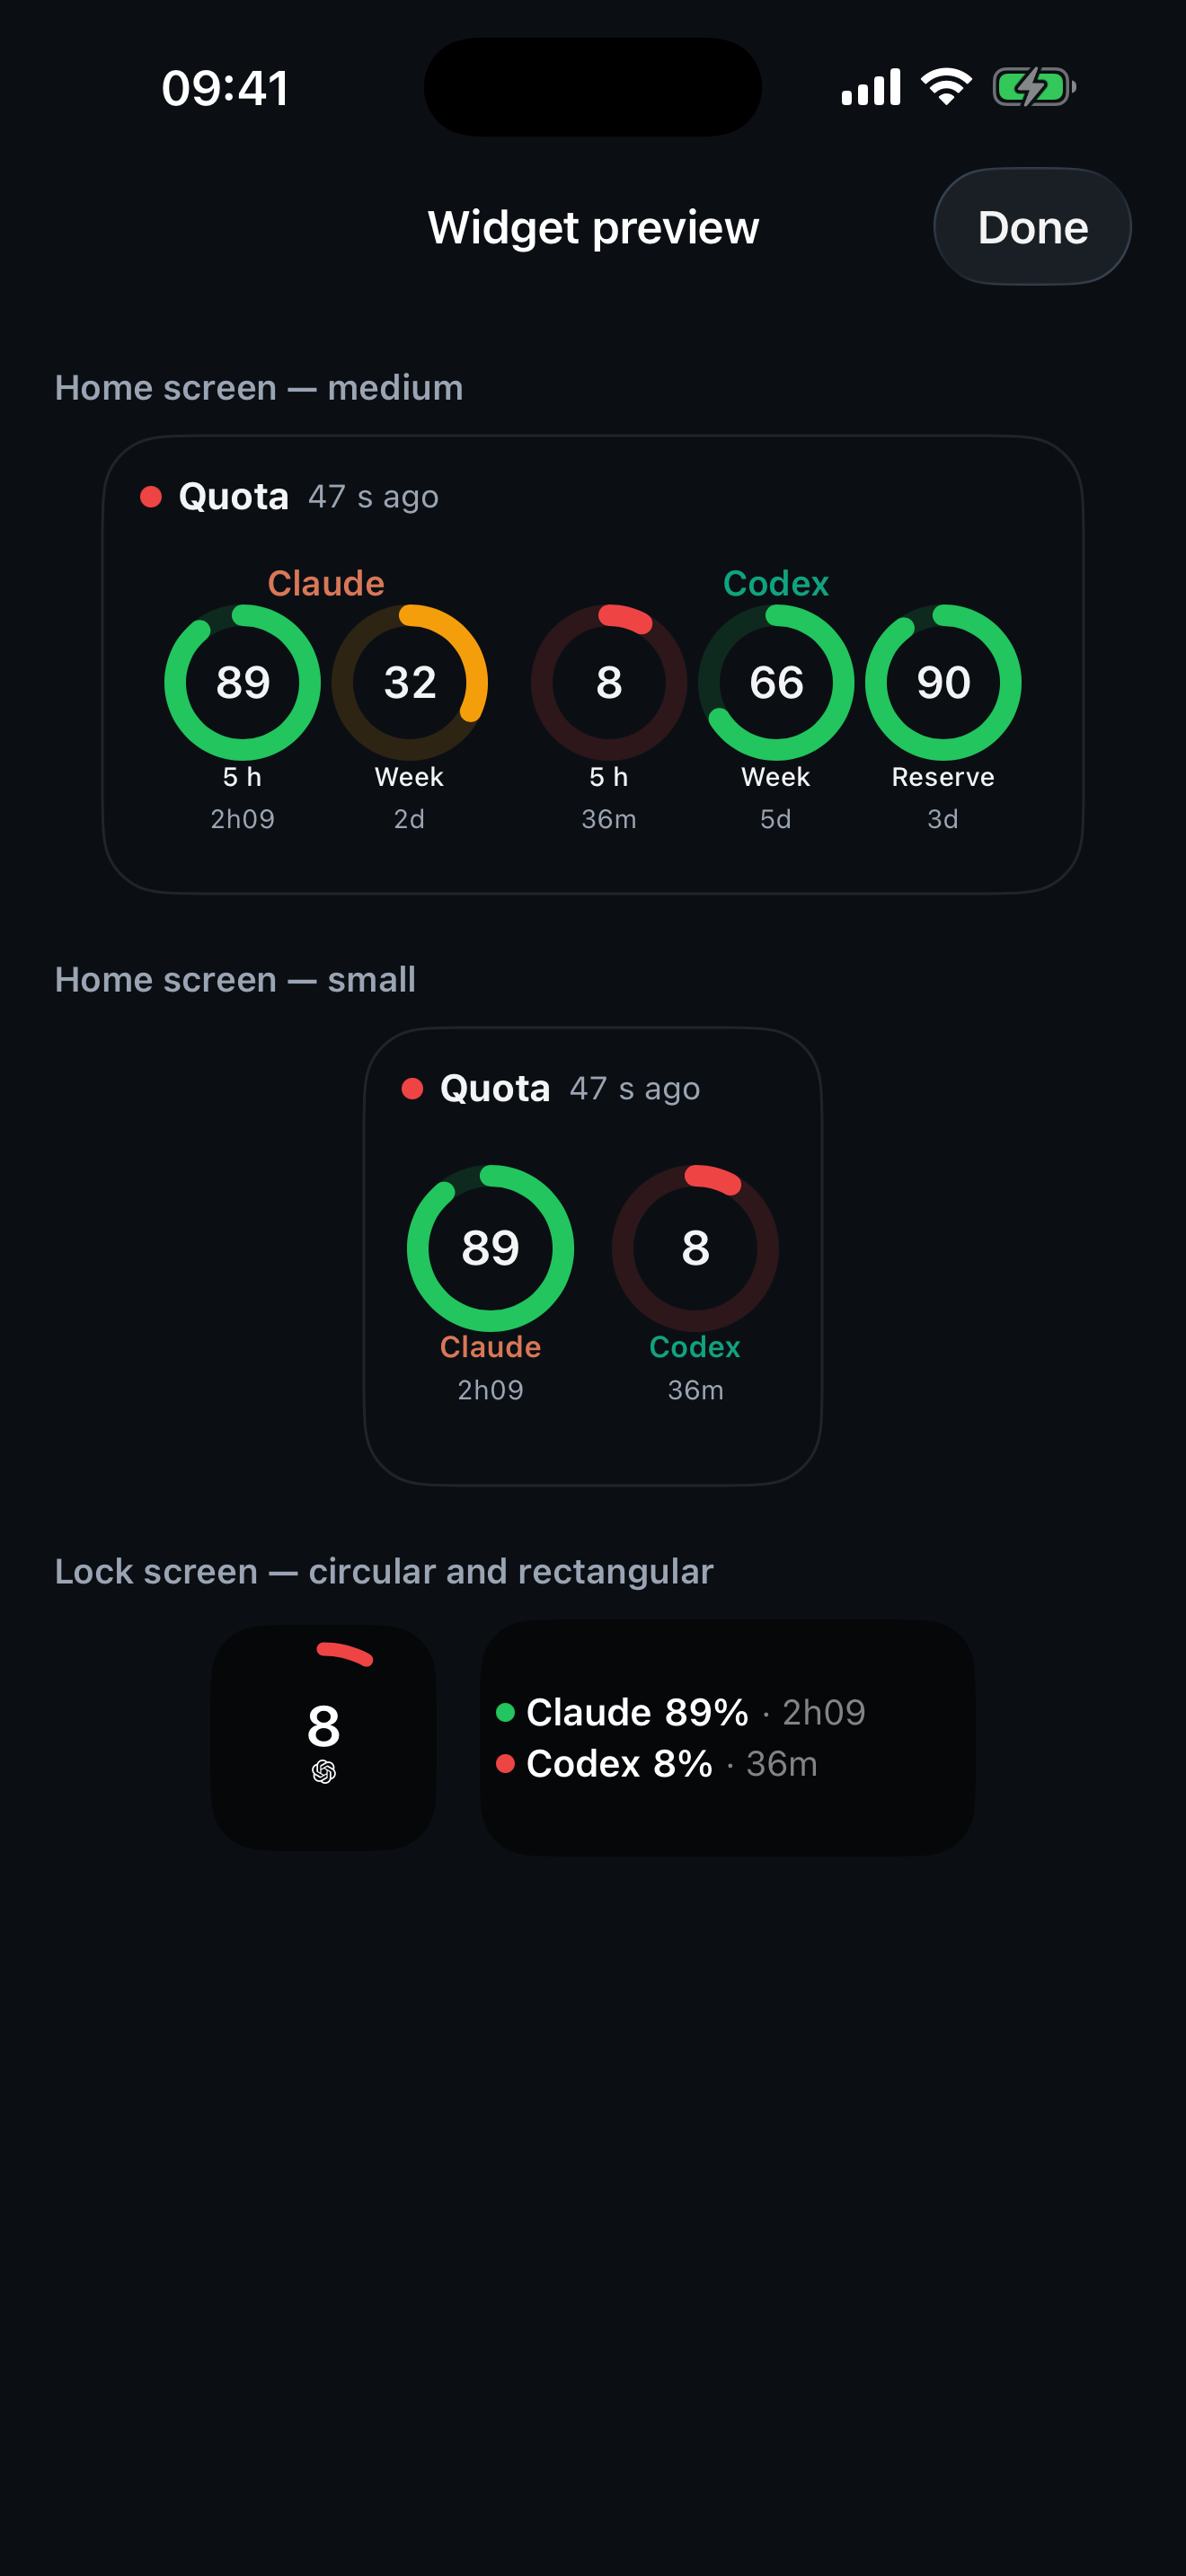 09:41
Widget preview
Done
Home screen — medium
Quota 47 s ago
Claude
Codex
89 32 8 66 90
5 h Week 5 h Week Reserve
2h09 2d 36m 5d 3d
Home screen — small
Quota 47 s ago
89 8
Claude Codex
2h09 36m
Lock screen — circular and rectangular
8
Claude 89% · 2h09
Codex 8% · 36m